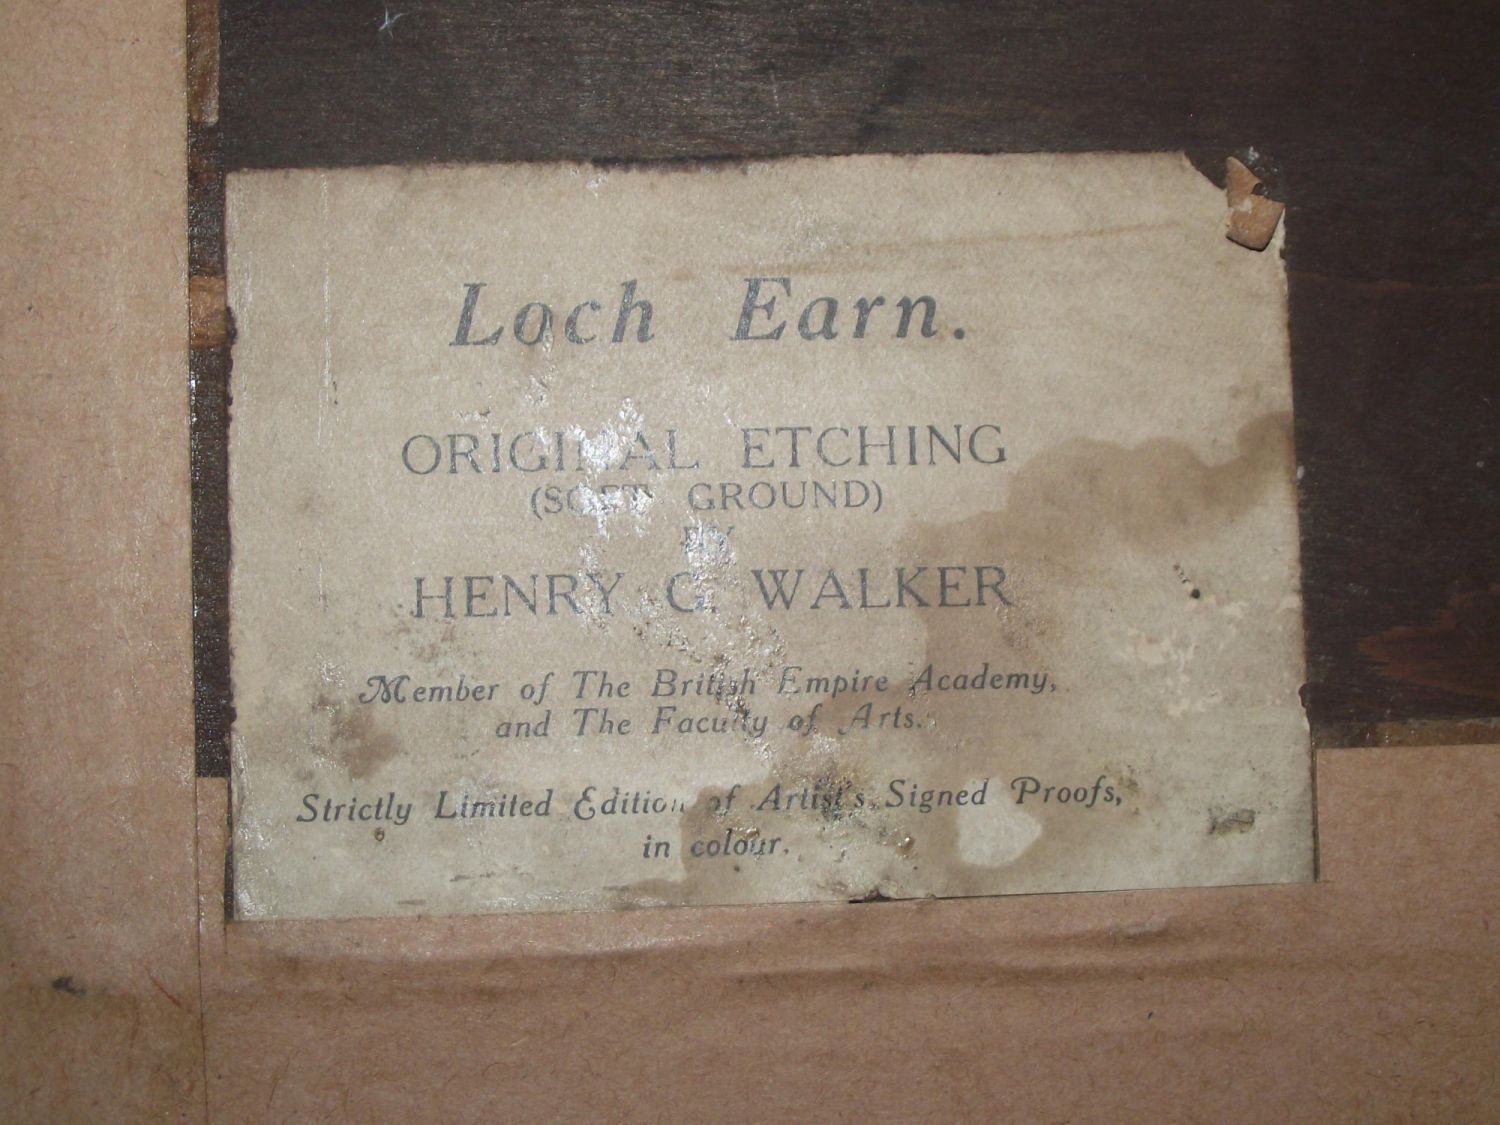 Loch Earn.
ORIGINAL ETCHING
(SOFT GROUND)
BY
HENRY G. WALKER
Member of The British Empire Academy,
and The Faculty of Arts.
Strictly Limited Edition of Artist's Signed Proofs,
in colour.